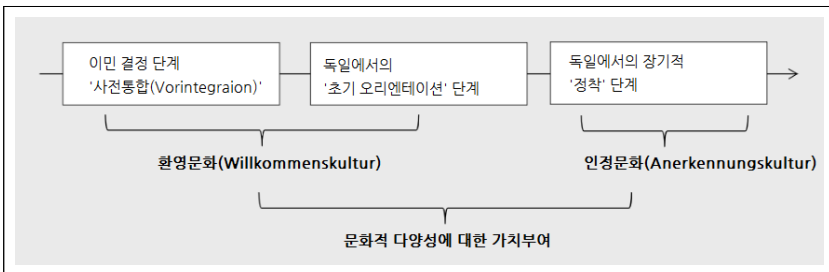 이민 결정 단계
'사전통합(Vorintegraion)'
독일에서의
'초기 오리엔테이션' 단계
독일에서의 장기적
'정착' 단계
환영문화(Willkommenskultur)
인정문화(Anerkennungskultur)
문화적 다양성에 대한 가치부여